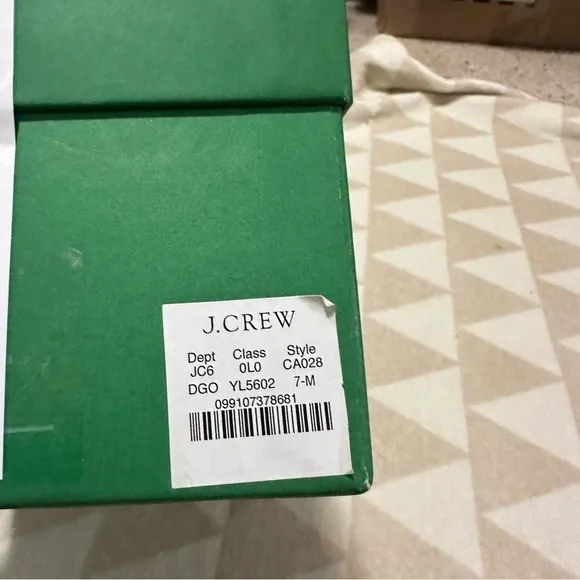 J.CREW
Dept Class Style
JC6 0L0 CA028
DGO YL5602 7-M
099107378681